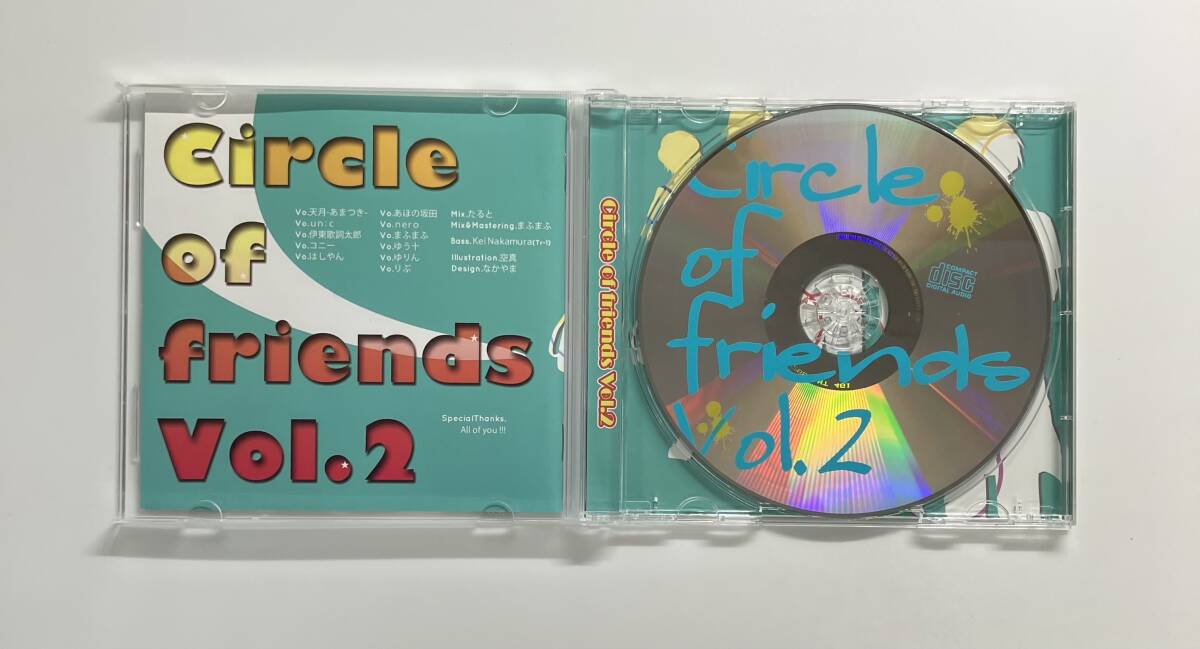 Circle
of
friends
Vol.2
Vo.天月-あまつき-
Vo.un:c
Vo.伊東歌詞太郎
Vo.コニー
Vo.はしやん
Vo.あほの坂田
Vo.nero
Vo.まふまふ
Vo.ゆう十
Vo.ゆりん
Vo.りぶ
Mix.たると
Mix&Mastering.まふまふ
Bass.Kei Nakamura(Tr-1)
Illustration.空真
Design.なかやま
SpecialThanks.
All of you !!!
Circle of friends Vol.2
Circle
of
friends
Vol.2
COMPACT
disc
DIGITAL AUDIO